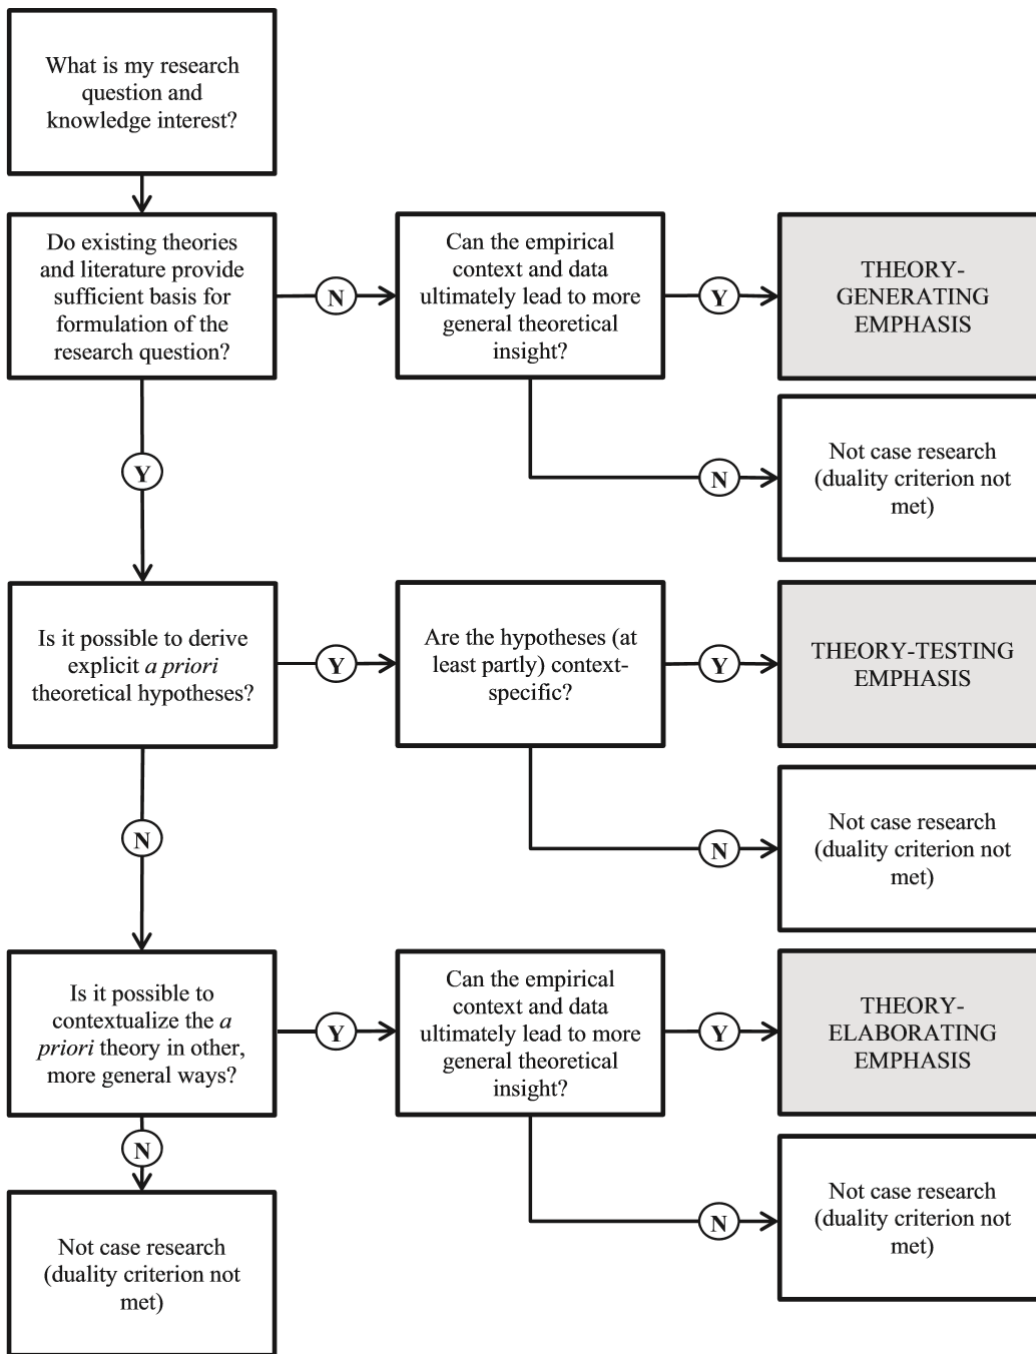 What is my research
question and
knowledge interest?
Do existing theories
and literature provide
sufficient basis for
formulation of the
research question?
N
Can the empirical
context and data
ultimately lead to more
general theoretical
insight?
Y
THEORY-
GENERATING
EMPHASIS
N
Not case research
(duality criterion not
met)
Y
Is it possible to derive
explicit a priori
theoretical hypotheses?
Y
Are the hypotheses (at
least partly) context-
specific?
Y
THEORY-TESTING
EMPHASIS
N
Not case research
(duality criterion not
met)
N
Is it possible to
contextualize the a
priori theory in other,
more general ways?
Y
Can the empirical
context and data
ultimately lead to more
general theoretical
insight?
Y
THEORY-
ELABORATING
EMPHASIS
N
Not case research
(duality criterion not
met)
N
Not case research
(duality criterion not
met)